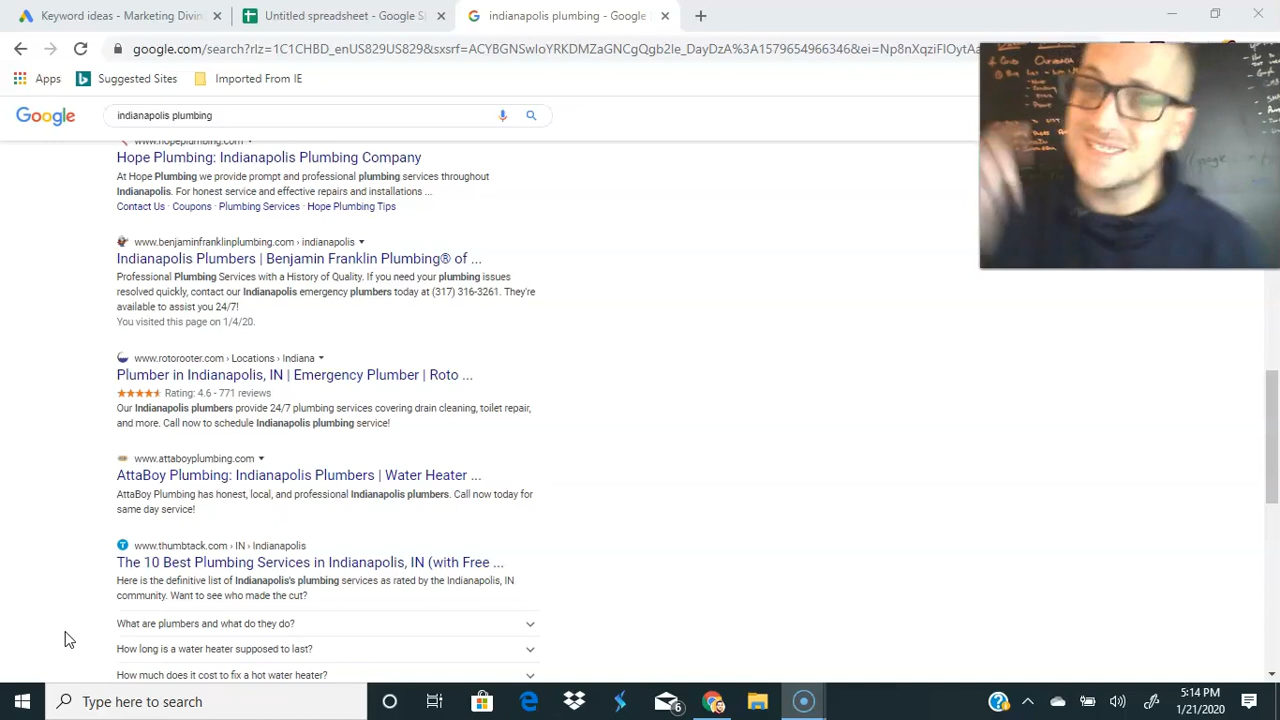 Keyword ideas - Marketing Divin
Untitled spreadsheet - Google S
indianapolis plumbing - Google
Apps
Suggested Sites
Imported From IE
Google
indianapolis plumbing
www.hopeplumbing.com
Hope Plumbing: Indianapolis Plumbing Company
At Hope Plumbing we provide prompt and professional plumbing services throughout
Indianapolis. For honest service and effective repairs and installations ...
Contact Us · Coupons · Plumbing Services · Hope Plumbing Tips
www.benjaminfranklinplumbing.com › indianapolis
Indianapolis Plumbers | Benjamin Franklin Plumbing® of ...
Professional Plumbing Services with a History of Quality. If you need your plumbing issues
resolved quickly, contact our Indianapolis emergency plumbers today at (317) 316-3261. They're
available to assist you 24/7!
You visited this page on 1/4/20.
www.rotorooter.com › Locations › Indiana
Plumber in Indianapolis, IN | Emergency Plumber | Roto ...
Rating: 4.6 - 771 reviews
Our Indianapolis plumbers provide 24/7 plumbing services covering drain cleaning, toilet repair,
and more. Call now to schedule Indianapolis plumbing service!
www.attaboyplumbing.com
AttaBoy Plumbing: Indianapolis Plumbers | Water Heater ...
AttaBoy Plumbing has honest, local, and professional Indianapolis plumbers. Call now today for
same day service!
www.thumbtack.com › IN › Indianapolis
The 10 Best Plumbing Services in Indianapolis, IN (with Free ...
Here is the definitive list of Indianapolis's plumbing services as rated by the Indianapolis, IN
community. Want to see who made the cut?
What are plumbers and what do they do?
How long is a water heater supposed to last?
How much does it cost to fix a hot water heater?
Type here to search
6
5:14 PM
1/21/2020